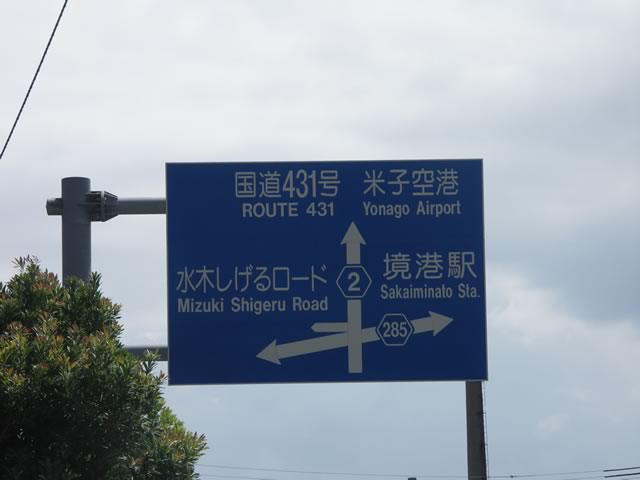 国道431号 米子空港
ROUTE 431 Yonago Airport
水木しげるロード
Mizuki Shigeru Road
2
境港駅
Sakaiminato Sta.
285